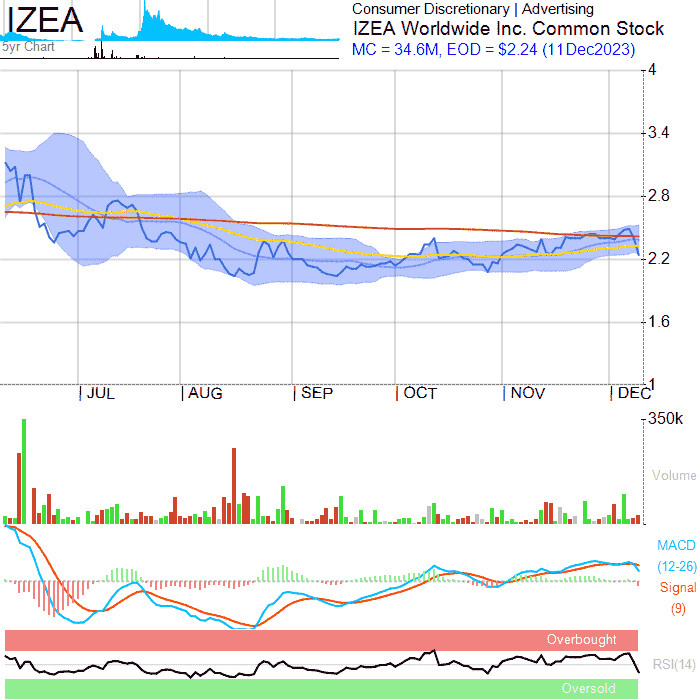 IZEA
5yr Chart
Consumer Discretionary | Advertising
IZEA Worldwide Inc. Common Stock
MC = 34.6M, EOD = $2.24 (11Dec2023)
4
3.4
2.8
2.2
1.6
1
JUL AUG SEP OCT NOV DEC
350k
Volume
MACD
(12-26)
Signal
(9)
Overbought
RSI(14)
Oversold